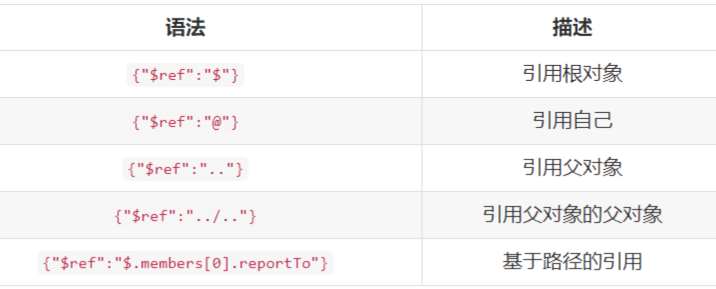 语法 描述
{"$ref":"$"} 引用根对象
{"$ref":"@"} 引用自己
{"$ref":".."} 引用父对象
{"$ref":"../.."} 引用父对象的父对象
{"$ref":"$.members[0].reportTo"} 基于路径的引用